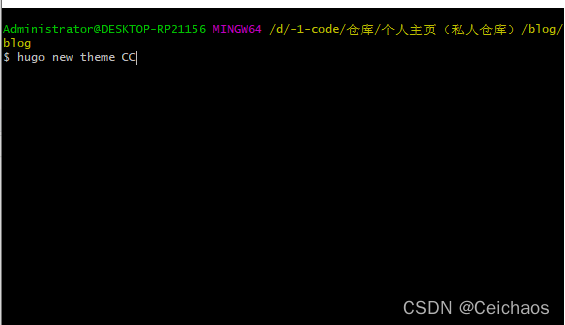 Administrator@DESKTOP-RP21156 MINGW64 /d/-1-code/仓库/个人主页（私人仓库）/blog/
blog
$ hugo new theme CC
CSDN @Ceichaos